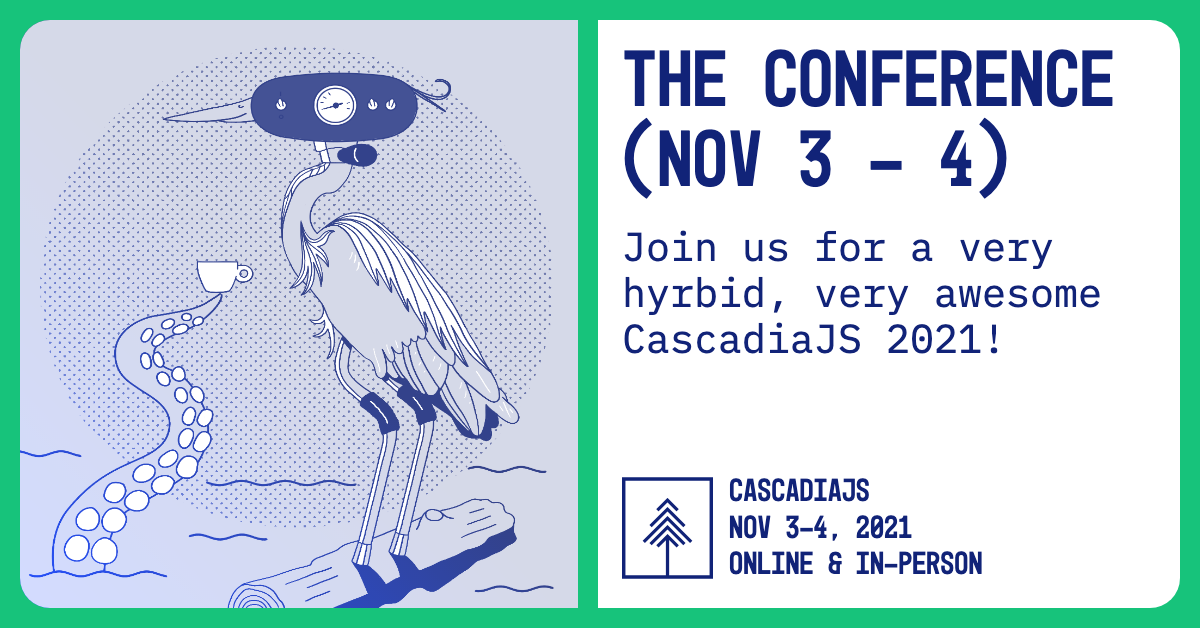 THE CONFERENCE
(NOV 3 - 4)
Join us for a very
hyrbid, very awesome
CascadiaJS 2021!
CASCADIAJS
NOV 3-4, 2021
ONLINE & IN-PERSON